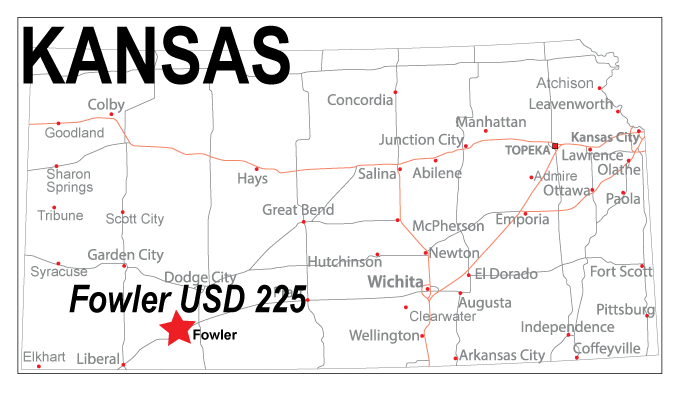 KANSAS
Atchison
Concordia
Leavenworth
Colby
Manhattan
Goodland
Junction City
Kansas City
TOPEKA
Lawrence
Olathe
Sharon
Springs
Hays
Salina
Abilene
Admire
Ottawa
Paola
Tribune
Scott City
Great Bend
McPherson
Emporia
Garden City
Newton
Hutchinson
Syracuse
Dodge City
Wichita
El Dorado
Fort Scott
Fowler USD 225
Augusta
Clearwater
Pittsburg
Fowler
Wellington
Independence
Elkhart
Liberal
Arkansas City
Coffeyville